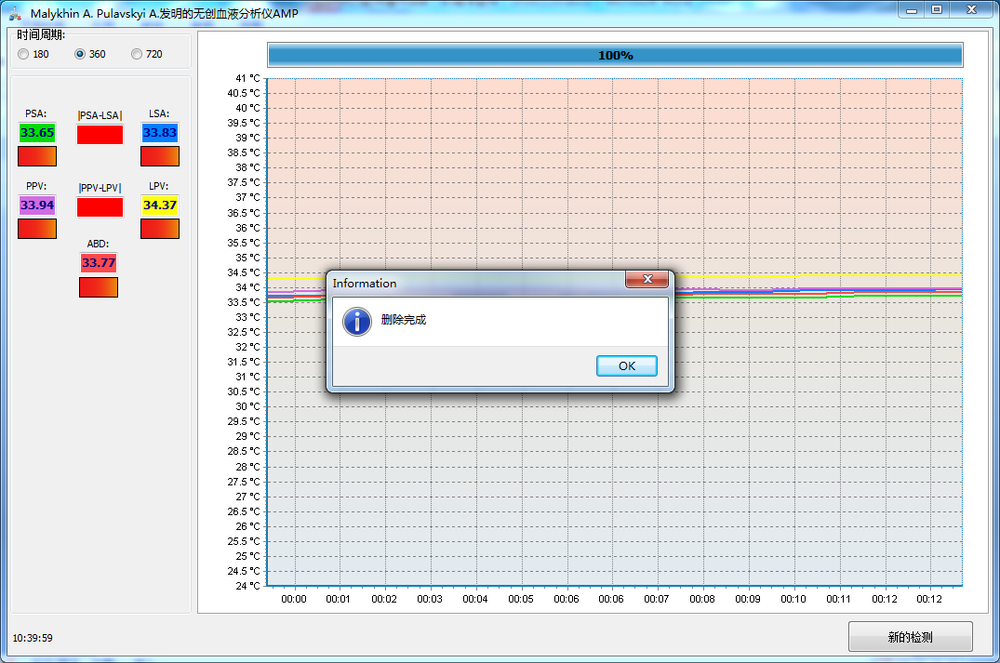 Malykhin A. Pulavskyi A.发明的无创血液分析仪AMP
时间周期:
180 360 720
100%
PSA: |PSA-LSA| LSA:
33.65 33.83
PPV: |PPV-LPV| LPV:
33.94 34.37
ABD:
33.77
41 °C
40.5 °C
40 °C
39.5 °C
39 °C
38.5 °C
38 °C
37.5 °C
37 °C
36.5 °C
36 °C
35.5 °C
35 °C
34.5 °C
34 °C
33.5 °C
33 °C
32.5 °C
32 °C
31.5 °C
31 °C
30.5 °C
30 °C
29.5 °C
29 °C
28.5 °C
28 °C
27.5 °C
27 °C
26.5 °C
26 °C
25.5 °C
25 °C
24.5 °C
24 °C
00:00 00:01 00:02 00:03 00:04 00:05 00:06 00:06 00:07 00:08 00:09 00:10 00:11 00:12 00:12
Information
删除完成
OK
10:39:59
新的检测